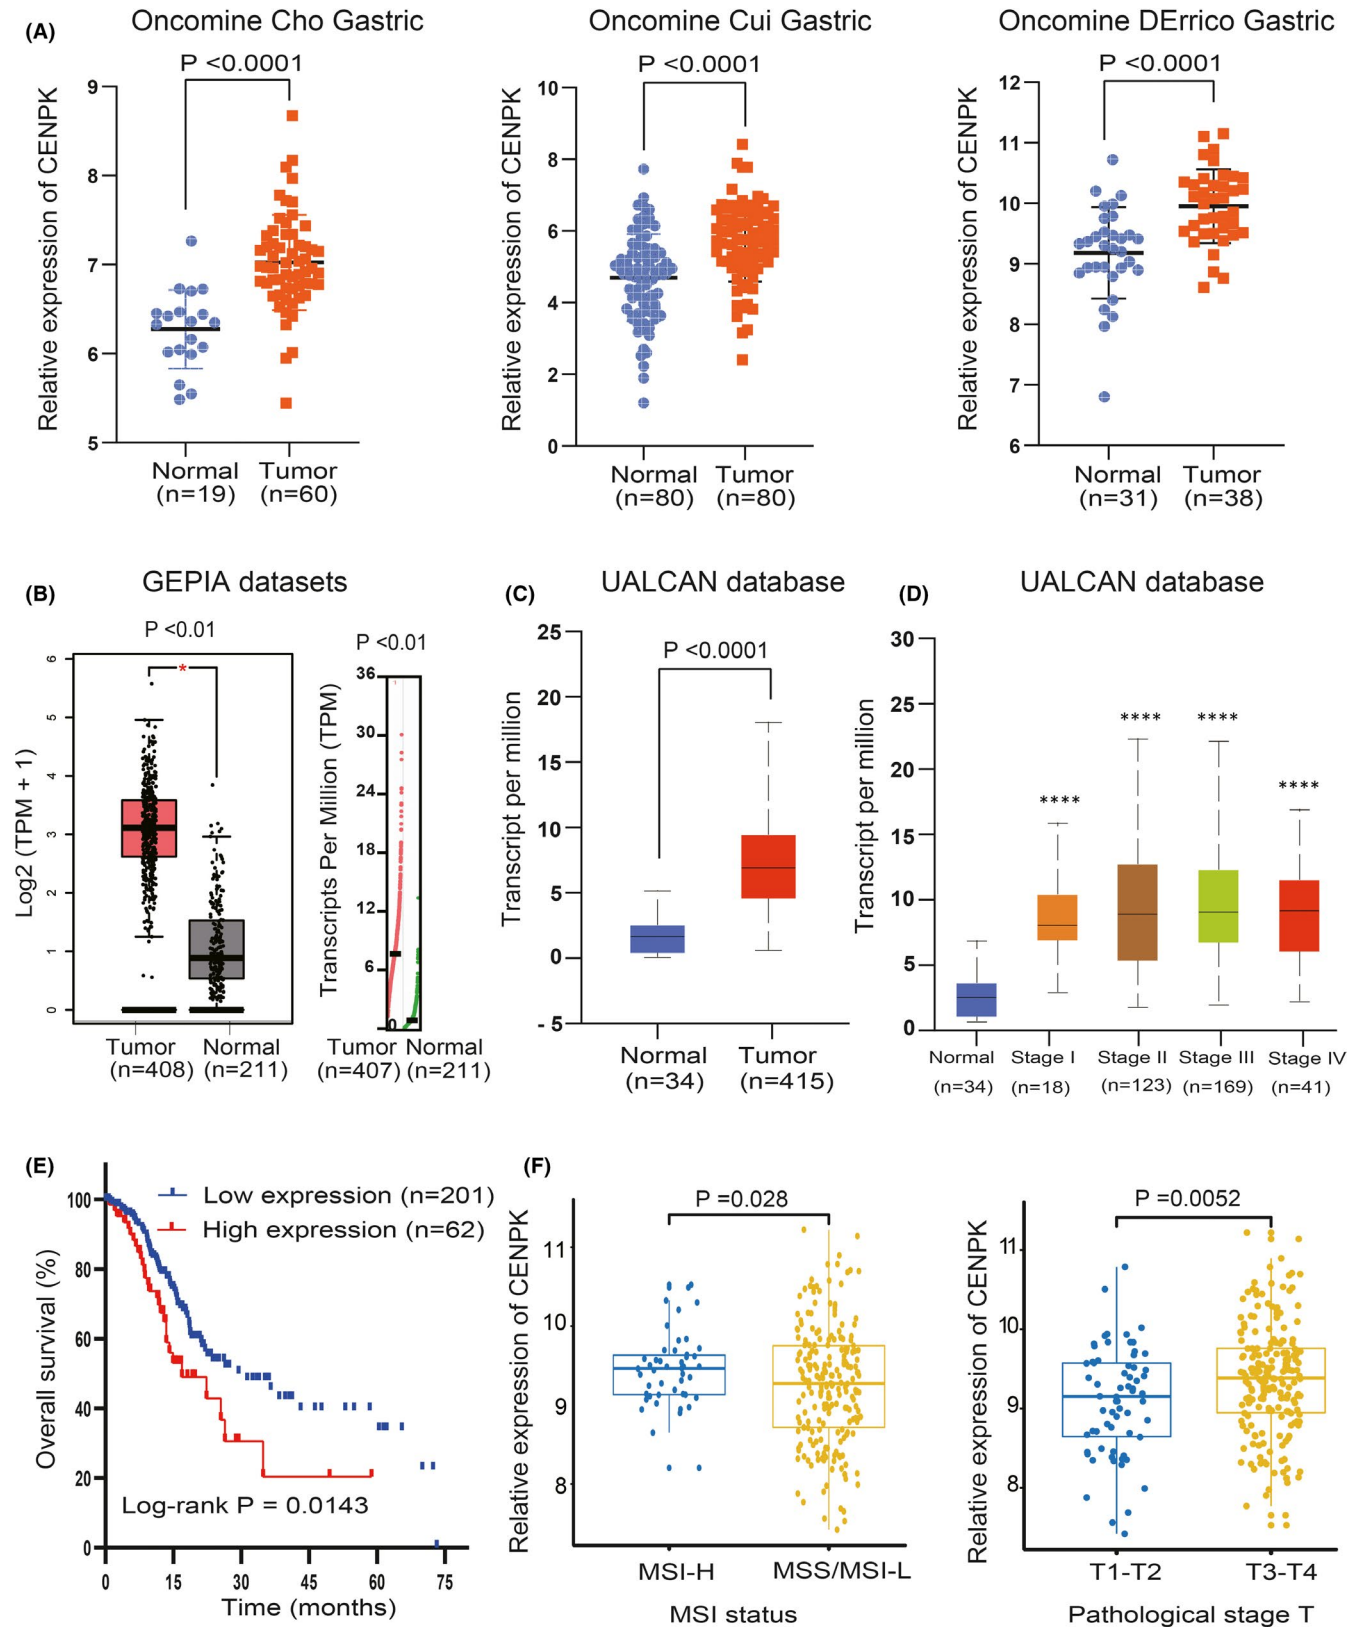 (A)
Oncomine Cho Gastric
P <0.0001
Relative expression of CENPK
9
8
7
6
5
Normal
(n=19)
Tumor
(n=60)
Oncomine Cui Gastric
P <0.0001
Relative expression of CENPK
10
8
6
4
2
0
Normal
(n=80)
Tumor
(n=80)
Oncomine DErrico Gastric
P <0.0001
Relative expression of CENPK
12
11
10
9
8
7
6
Normal
(n=31)
Tumor
(n=38)
(B)
GEPIA datasets
P <0.01
*
Log2 (TPM + 1)
6
5
4
3
2
1
0
Tumor
(n=408)
Normal
(n=211)
P <0.01
Transcripts Per Million (TPM)
36
30
24
18
12
6
0
Tumor
(n=407)
Normal
(n=211)
(C)
UALCAN database
P <0.0001
Transcript per million
25
20
15
10
5
0
- 5
Normal
(n=34)
Tumor
(n=415)
(D)
UALCAN database
Transcript per million
30
25
20
15
10
5
0
****
****
****
****
Normal
(n=34)
Stage I
(n=18)
Stage II
(n=123)
Stage III
(n=169)
Stage IV
(n=41)
(E)
Overall survival (%)
100
80
60
40
20
0
Low expression (n=201)
High expression (n=62)
Log-rank P = 0.0143
0 15 30 45 60 75
Time (months)
(F)
P =0.028
Relative expression of CENPK
11
10
9
8
MSI-H
MSS/MSI-L
MSI status
P =0.0052
Relative expression of CENPK
11
10
9
8
T1-T2
T3-T4
Pathological stage T